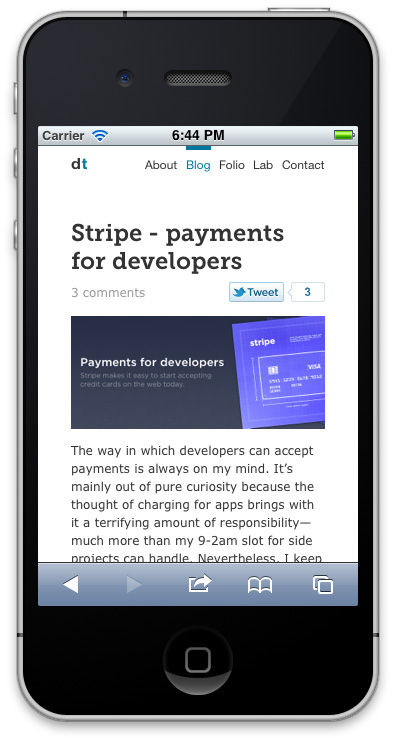 Carrier 6:44 PM
dt About Blog Folio Lab Contact
Stripe - payments
for developers
3 comments Tweet 3
Payments for developers
Stripe makes it easy to start accepting
credit cards on the web today.
stripe
VISA
The way in which developers can accept
payments is always on my mind. It’s
mainly out of pure curiosity because the
thought of charging for apps brings with
it a terrifying amount of responsibility—
much more than my 9-2am slot for side
projects can handle. Nevertheless, I keep